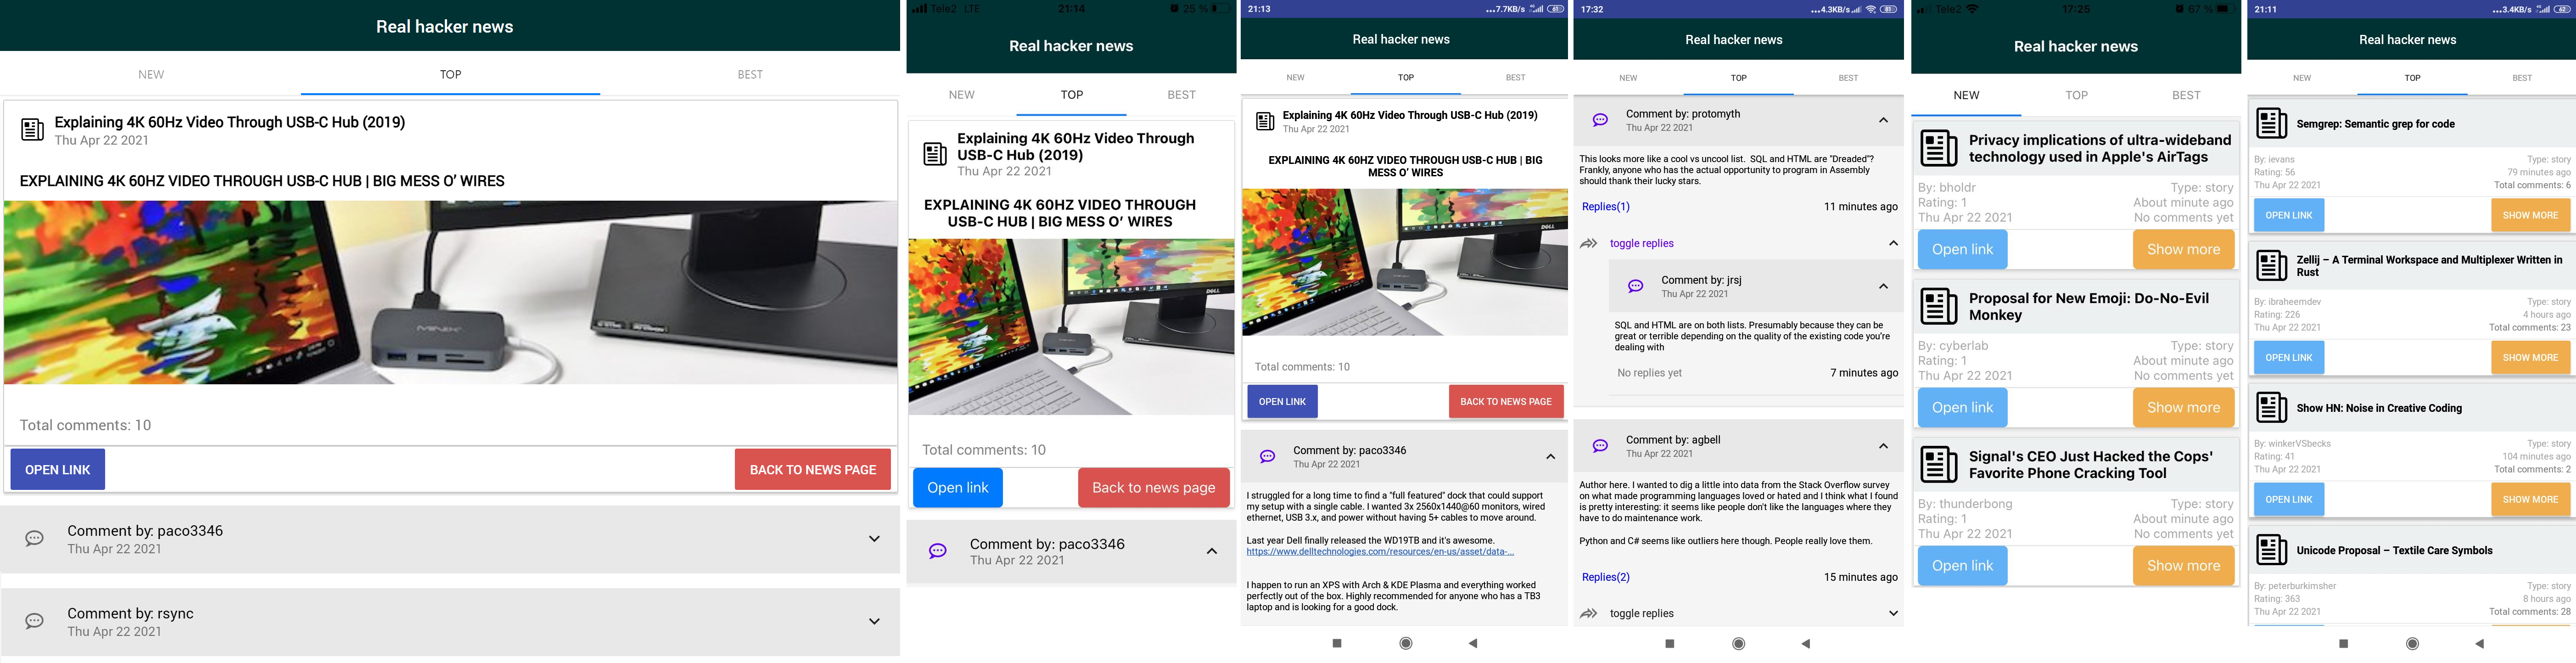 Real hacker news
NEW TOP BEST
Explaining 4K 60Hz Video Through USB-C Hub (2019)
Thu Apr 22 2021
EXPLAINING 4K 60HZ VIDEO THROUGH USB-C HUB | BIG MESS O' WIRES
MINIX
Total comments: 10
OPEN LINK BACK TO NEWS PAGE
Comment by: paco3346
Thu Apr 22 2021
Comment by: rsync
Thu Apr 22 2021
Tele2 LTE 21:14 25 %
Real hacker news
NEW TOP BEST
Explaining 4K 60Hz Video Through
USB-C Hub (2019)
Thu Apr 22 2021
EXPLAINING 4K 60HZ VIDEO THROUGH
USB-C HUB | BIG MESS O' WIRES
DELL
MINIX
Total comments: 10
Open link Back to news page
Comment by: paco3346
Thu Apr 22 2021
21:13 ...7.7KB/s 61
Real hacker news
NEW TOP BEST
Explaining 4K 60Hz Video Through USB-C Hub (2019)
Thu Apr 22 2021
EXPLAINING 4K 60HZ VIDEO THROUGH USB-C HUB | BIG
MESS O' WIRES
DELL
MINIX
Total comments: 10
OPEN LINK BACK TO NEWS PAGE
Comment by: paco3346
Thu Apr 22 2021
I struggled for a long time to find a "full featured" dock that could support
my setup with a single cable. I wanted 3x 2560x1440@60 monitors, wired
ethernet, USB 3.x, and power without having 5+ cables to move around.
Last year Dell finally released the WD19TB and it's awesome.
https://www.delltechnologies.com/resources/en-us/asset/data-...
I happen to run an XPS with Arch & KDE Plasma and everything worked
perfectly out of the box. Highly recommended for anyone who has a TB3
laptop and is looking for a good dock.
17:32 ...4.3KB/s
Real hacker news
NEW TOP BEST
Comment by: protomyth
Thu Apr 22 2021
This looks more like a cool vs uncool list. SQL and HTML are "Dreaded"?
Frankly, anyone who has the actual opportunity to program in Assembly
should thank their lucky stars.
Replies(1) 11 minutes ago
toggle replies
Comment by: jrsj
Thu Apr 22 2021
SQL and HTML are on both lists. Presumably because they can be
great or terrible depending on the quality of the existing code you're
dealing with
No replies yet 7 minutes ago
Comment by: agbell
Thu Apr 22 2021
Author here. I wanted to dig a little into data from the Stack Overflow survey
on what made programming languages loved or hated and I think what I found
is pretty interesting: it seems like people don't like the languages where they
have to do maintenance work.
Python and C# seems like outliers here though. People really love them.
Replies(2) 15 minutes ago
toggle replies
Tele2 17:25 67 %
Real hacker news
NEW TOP BEST
Privacy implications of ultra-wideband
technology used in Apple's AirTags
By: bholdr Type: story
Rating: 1 About minute ago
Thu Apr 22 2021 No comments yet
Open link Show more
Proposal for New Emoji: Do-No-Evil
Monkey
By: cyberlab Type: story
Rating: 1 About minute ago
Thu Apr 22 2021 No comments yet
Open link Show more
Signal's CEO Just Hacked the Cops'
Favorite Phone Cracking Tool
By: thunderbong Type: story
Rating: 1 About minute ago
Thu Apr 22 2021 No comments yet
Open link Show more
21:11 ...3.4KB/s 62
Real hacker news
NEW TOP BEST
Semgrep: Semantic grep for code
By: ievans Type: story
Rating: 56 79 minutes ago
Thu Apr 22 2021 Total comments: 6
OPEN LINK SHOW MORE
Zellij – A Terminal Workspace and Multiplexer Written in
Rust
By: ibraheemdev Type: story
Rating: 226 4 hours ago
Thu Apr 22 2021 Total comments: 23
OPEN LINK SHOW MORE
Show HN: Noise in Creative Coding
By: winkerVSbecks Type: story
Rating: 41 104 minutes ago
Thu Apr 22 2021 Total comments: 2
OPEN LINK SHOW MORE
Unicode Proposal – Textile Care Symbols
By: peterburkimsher Type: story
Rating: 363 8 hours ago
Thu Apr 22 2021 Total comments: 28